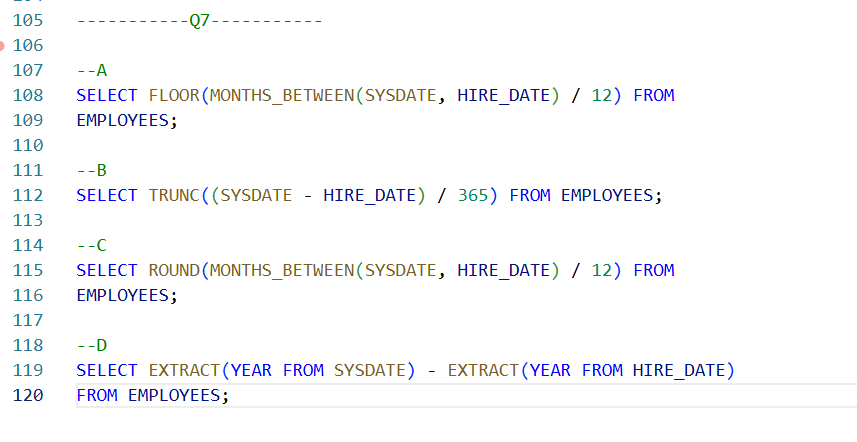 105 -----------Q7-----------
106
107 --A
108 SELECT FLOOR(MONTHS_BETWEEN(SYSDATE, HIRE_DATE) / 12) FROM
109 EMPLOYEES;
110
111 --B
112 SELECT TRUNC((SYSDATE - HIRE_DATE) / 365) FROM EMPLOYEES;
113
114 --C
115 SELECT ROUND(MONTHS_BETWEEN(SYSDATE, HIRE_DATE) / 12) FROM
116 EMPLOYEES;
117
118 --D
119 SELECT EXTRACT(YEAR FROM SYSDATE) - EXTRACT(YEAR FROM HIRE_DATE)
120 FROM EMPLOYEES;